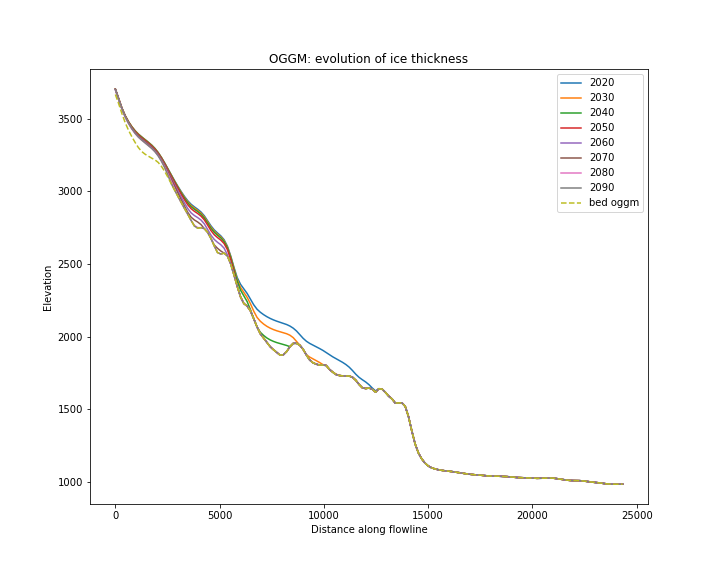 OGGM: evolution of ice thickness
2020
2030
2040
2050
2060
2070
2080
2090
bed oggm
3500
3000
2500
2000
1500
1000
Elevation
0 5000 10000 15000 20000 25000
Distance along flowline